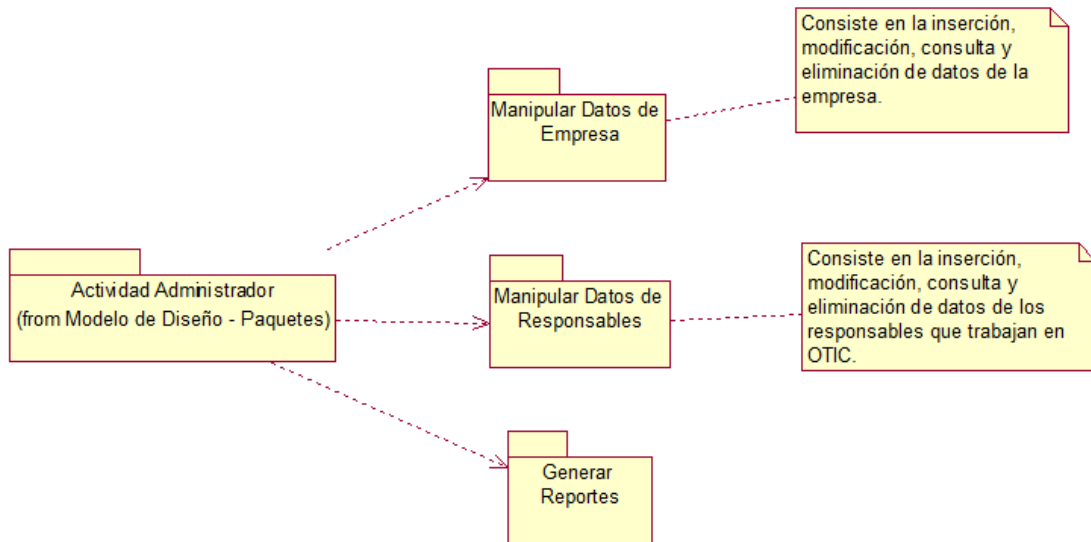 Consiste en la inserción,
modificación, consulta y
eliminación de datos de la
empresa.
Manipular Datos de
Empresa
Consiste en la inserción,
modificación, consulta y
eliminación de datos de los
responsables que trabajan en
OTIC.
Manipular Datos de
Responsables
Actividad Administrador
(from Modelo de Diseño - Paquetes)
Generar
Reportes